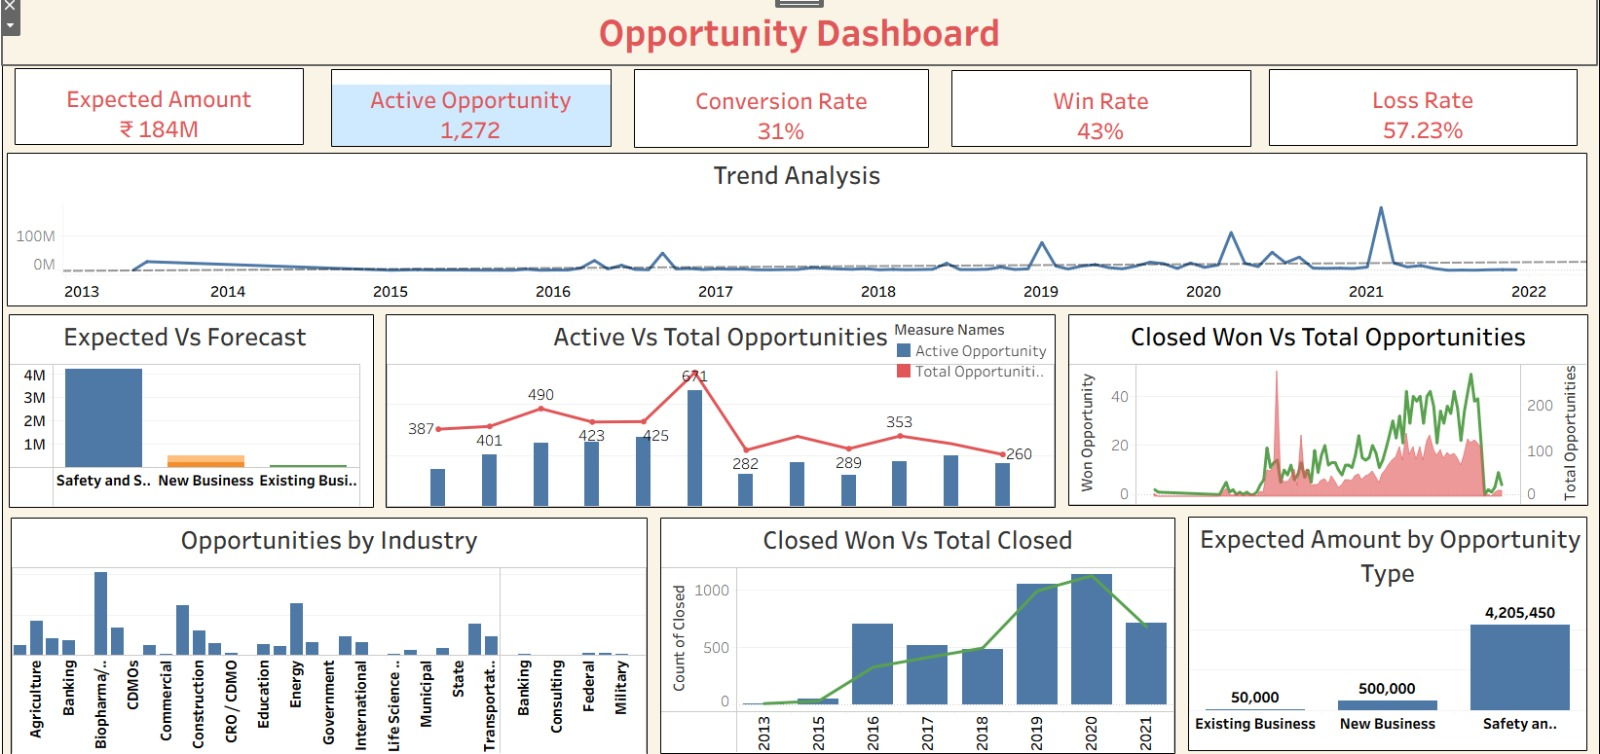 Opportunity Dashboard
Expected Amount
₹ 184M
Active Opportunity
1,272
Conversion Rate
31%
Win Rate
43%
Loss Rate
57.23%
Trend Analysis
100M
0M
2013 2014 2015 2016 2017 2018 2019 2020 2021 2022
Expected Vs Forecast
4M
3M
2M
1M
Safety and S.. New Business Existing Busi..
Active Vs Total Opportunities
Measure Names
Active Opportunity
Total Opportuniti..
387 401 490 423 425 671 282 289 353 260
Closed Won Vs Total Opportunities
Won Opportunity
40
20
0
200
100
0
Total Opportunities
Opportunities by Industry
Agriculture
Banking
Biopharma/..
CDMOs
Commercial
Construction
CRO / CDMO
Education
Energy
Government
International
Life Science ..
Municipal
State
Transportat..
Banking
Consulting
Federal
Military
Closed Won Vs Total Closed
Count of Closed
1000
500
0
2013 2015 2016 2017 2018 2019 2020 2021
Expected Amount by Opportunity
Type
50,000
500,000
4,205,450
Existing Business New Business Safety an..